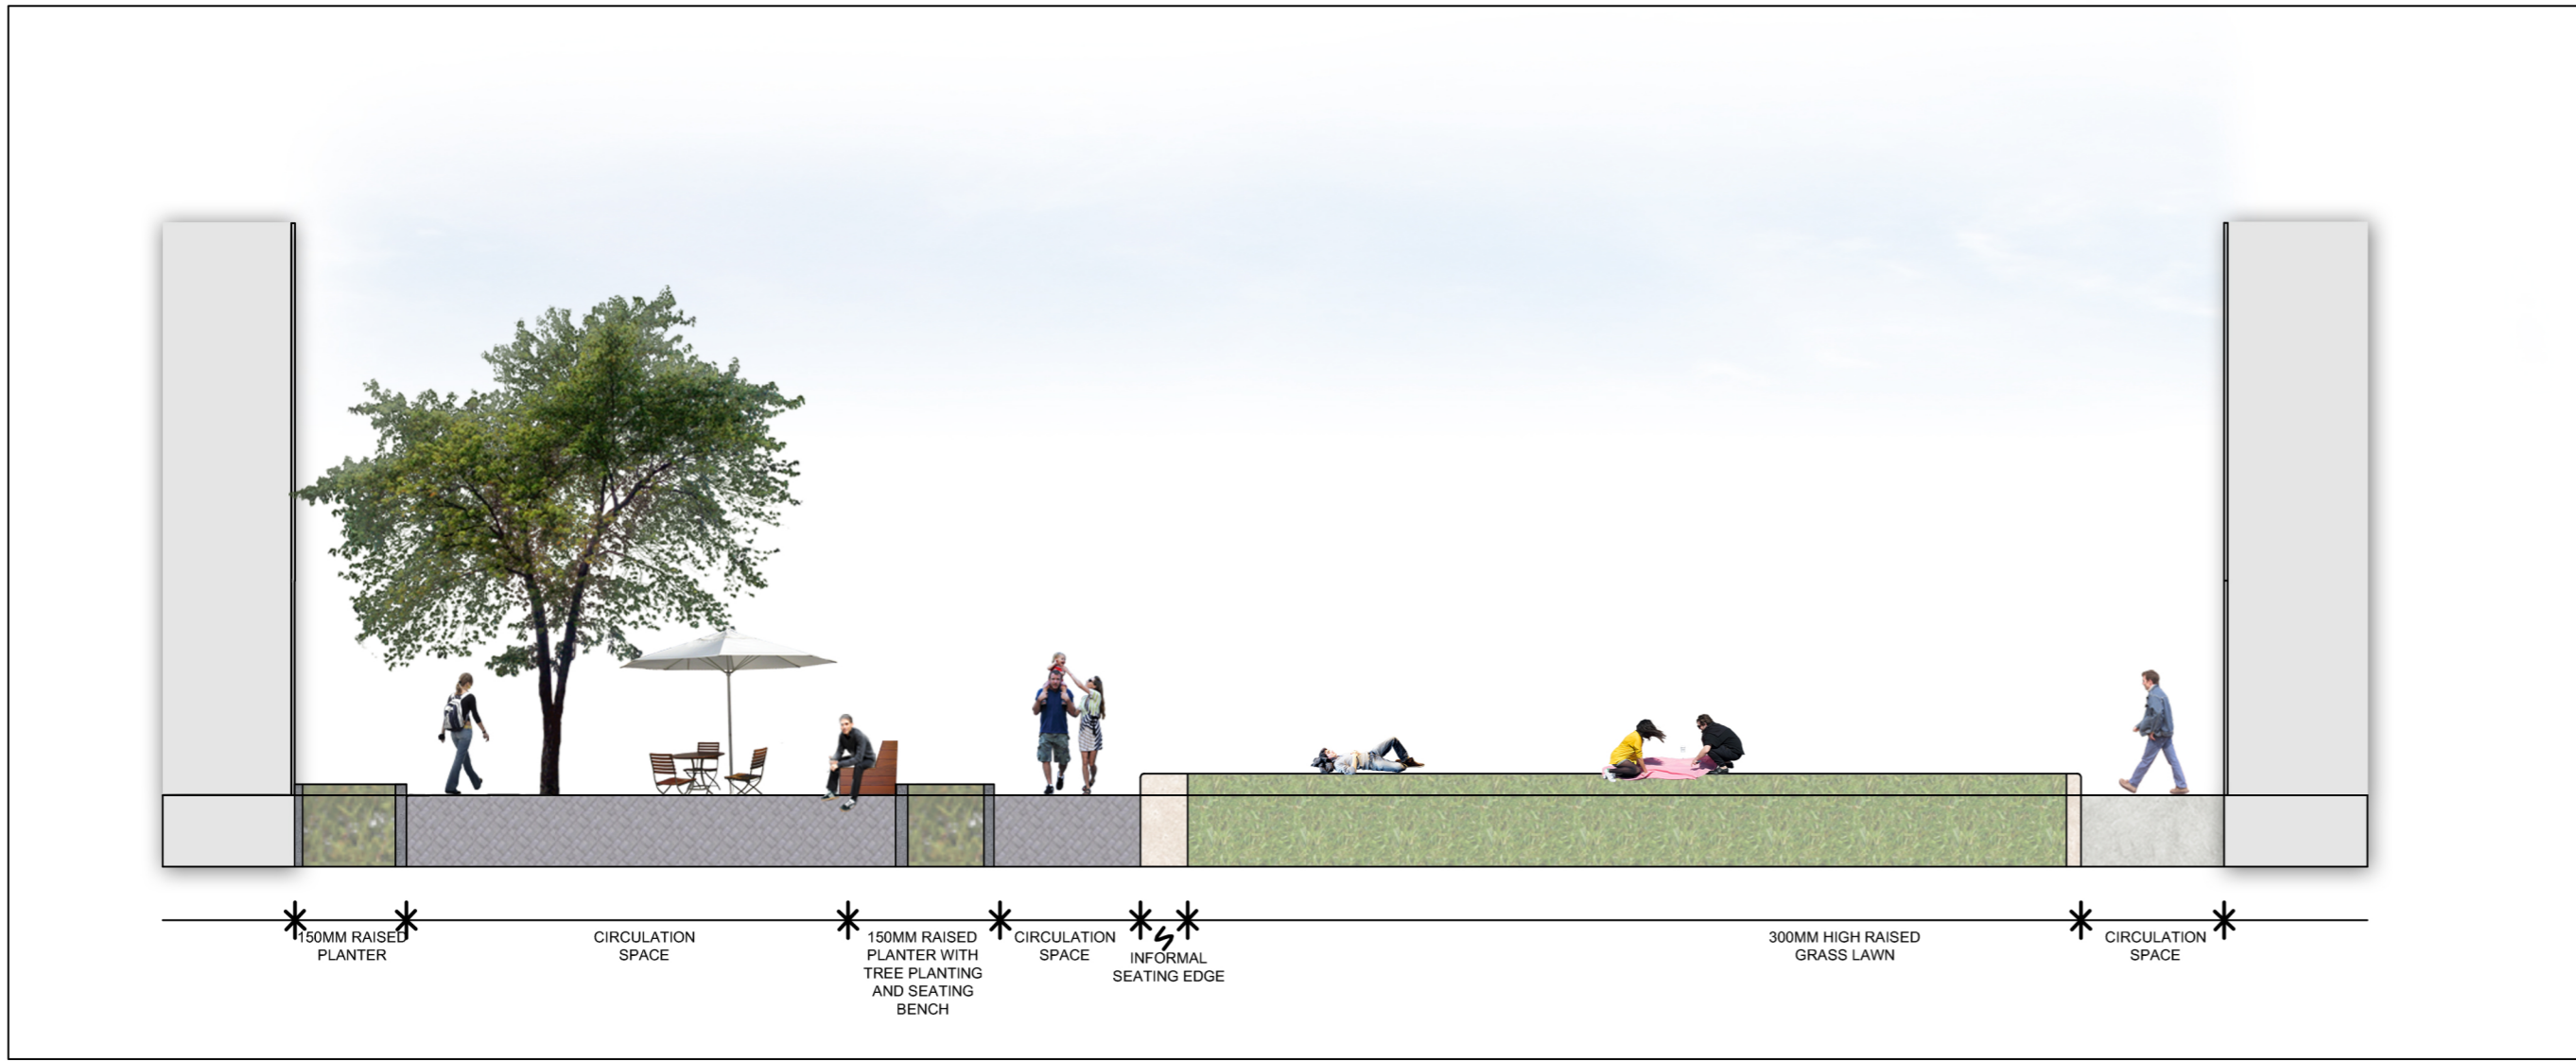 150MM RAISED
PLANTER
CIRCULATION
SPACE
150MM RAISED
PLANTER WITH
TREE PLANTING
AND SEATING
BENCH
CIRCULATION
SPACE
INFORMAL
SEATING EDGE
300MM HIGH RAISED
GRASS LAWN
CIRCULATION
SPACE